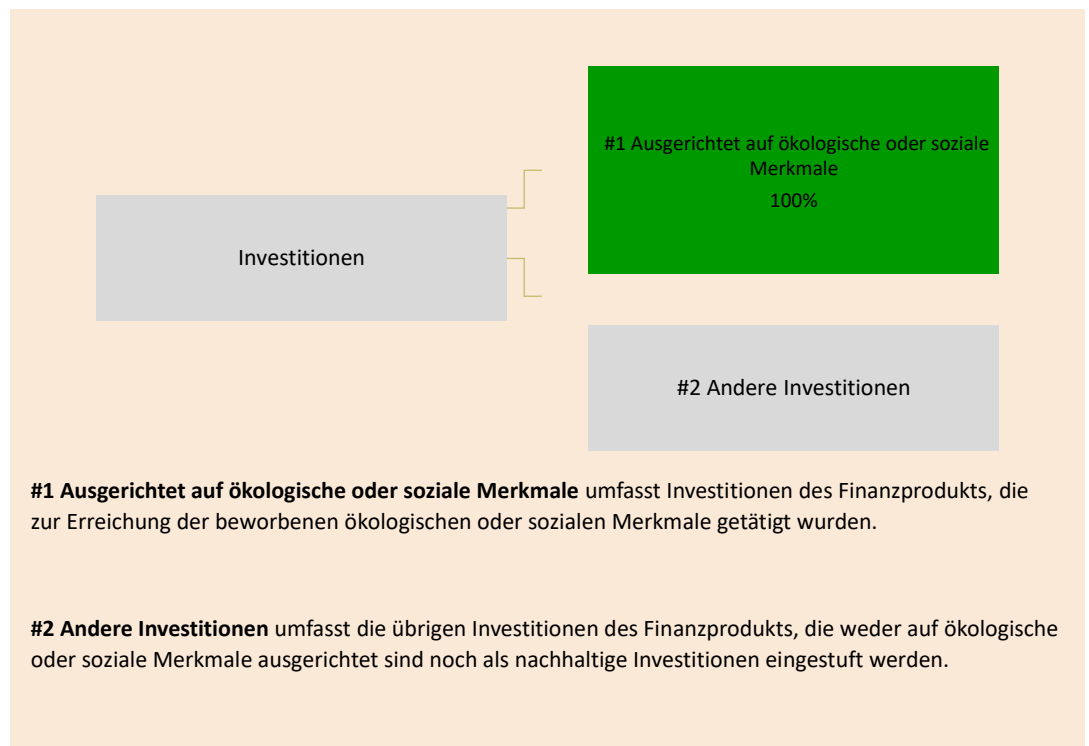 #1 Ausgerichtet auf ökologische oder soziale
Merkmale
100%
Investitionen
#2 Andere Investitionen
#1 Ausgerichtet auf ökologische oder soziale Merkmale umfasst Investitionen des Finanzprodukts, die
zur Erreichung der beworbenen ökologischen oder sozialen Merkmale getätigt wurden.
#2 Andere Investitionen umfasst die übrigen Investitionen des Finanzprodukts, die weder auf ökologische
oder soziale Merkmale ausgerichtet sind noch als nachhaltige Investitionen eingestuft werden.